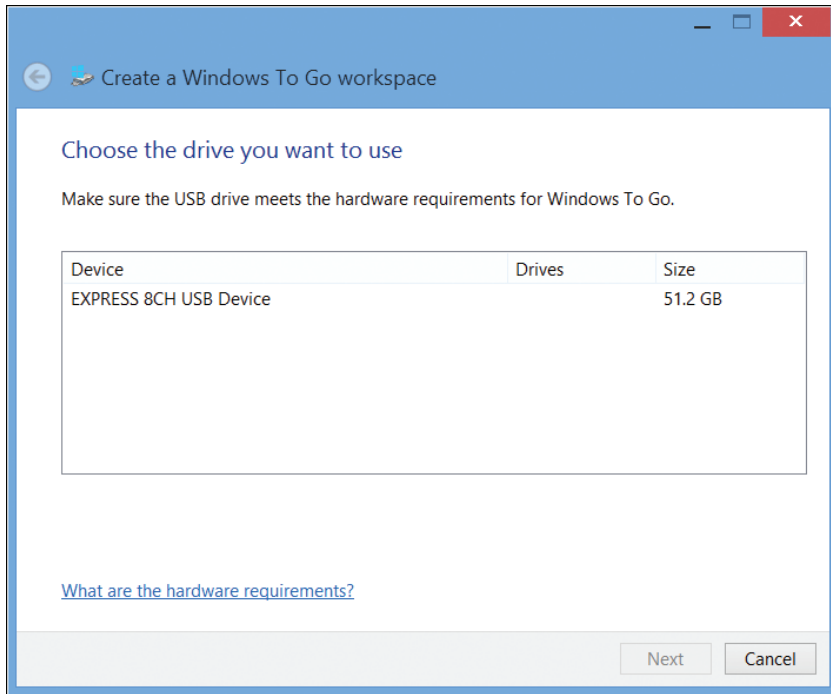 Create a Windows To Go workspace
Choose the drive you want to use
Make sure the USB drive meets the hardware requirements for Windows To Go.
Device Drives Size
EXPRESS 8CH USB Device 51.2 GB
What are the hardware requirements?
Next Cancel